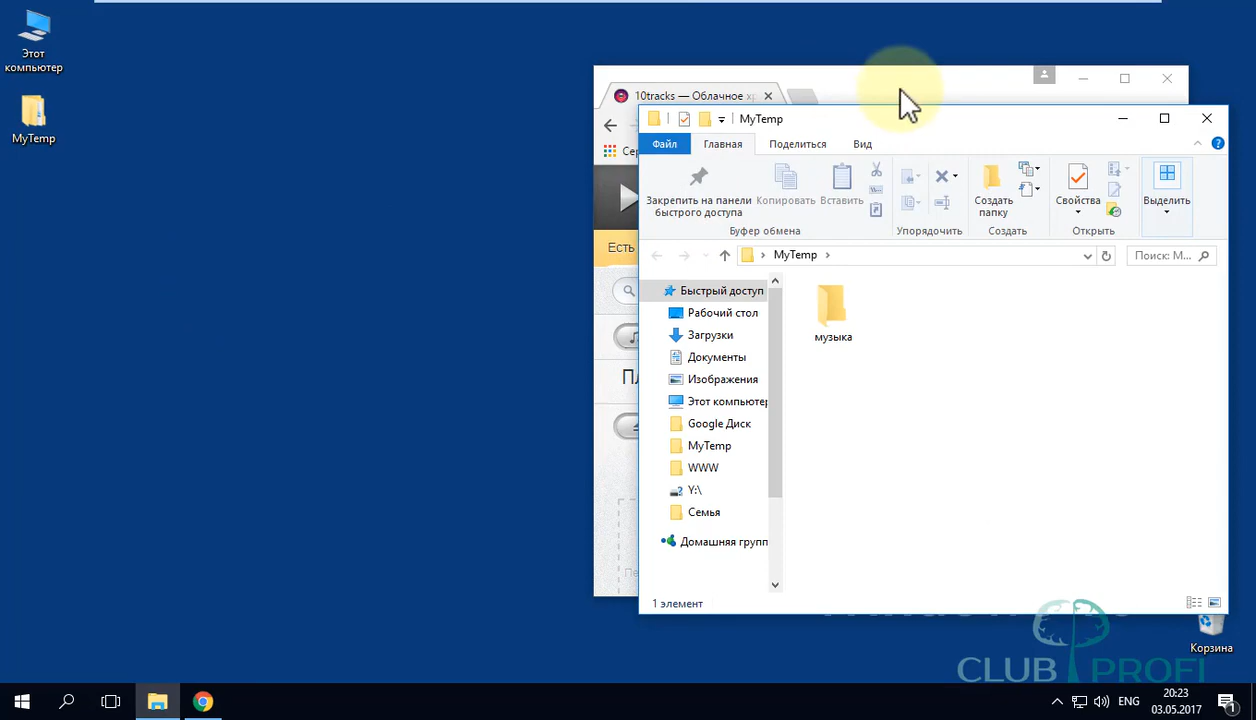 Этот
компьютер
MyTemp
10tracks — Облачное
MyTemp
Файл
Главная
Поделиться
Вид
Закрепить на панели
быстрого доступа
Копировать
Вставить
Создать
папку
Свойства
Выделить
Буфер обмена
Упорядочить
Создать
Открыть
MyTemp
Поиск: M...
Есть
Быстрый доступ
Рабочий стол
Загрузки
Документы
Изображения
Этот компьютер
Google Диск
MyTemp
WWW
Y:\
Семья
Домашняя групп
музыка
1 элемент
CLUB PROFI
Корзина
ENG
20:23
03.05.2017
1